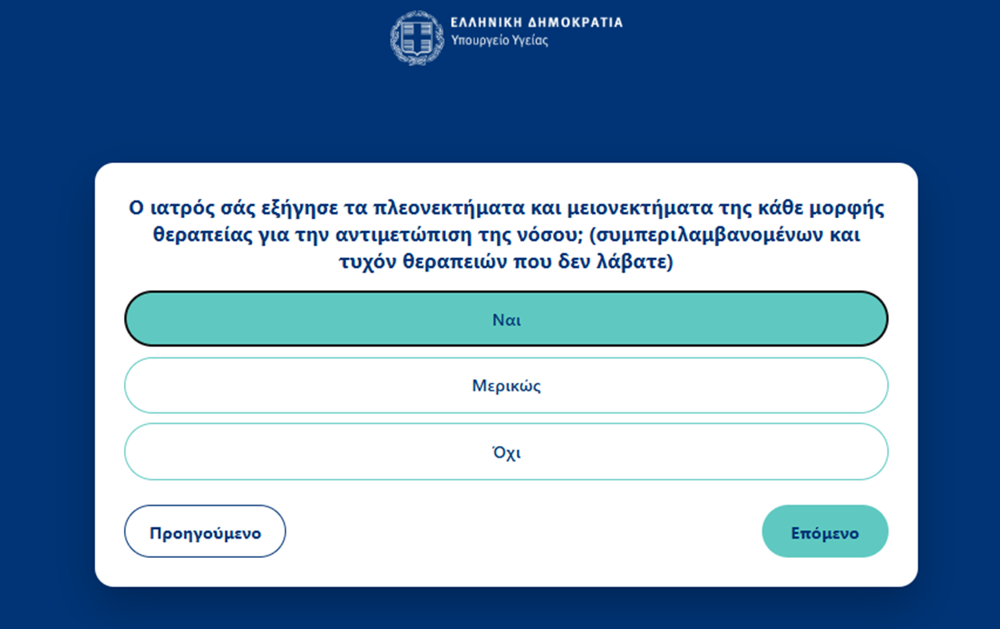 ΕΛΛΗΝΙΚΗ ΔΗΜΟΚΡΑΤΙΑ
Υπουργείο Υγείας
Ο ιατρός σάς εξήγησε τα πλεονεκτήματα και μειονεκτήματα της κάθε μορφής
θεραπείας για την αντιμετώπιση της νόσου; (συμπεριλαμβανομένων και
τυχόν θεραπειών που δεν λάβατε)
Ναι
Μερικώς
Όχι
Προηγούμενο
Επόμενο